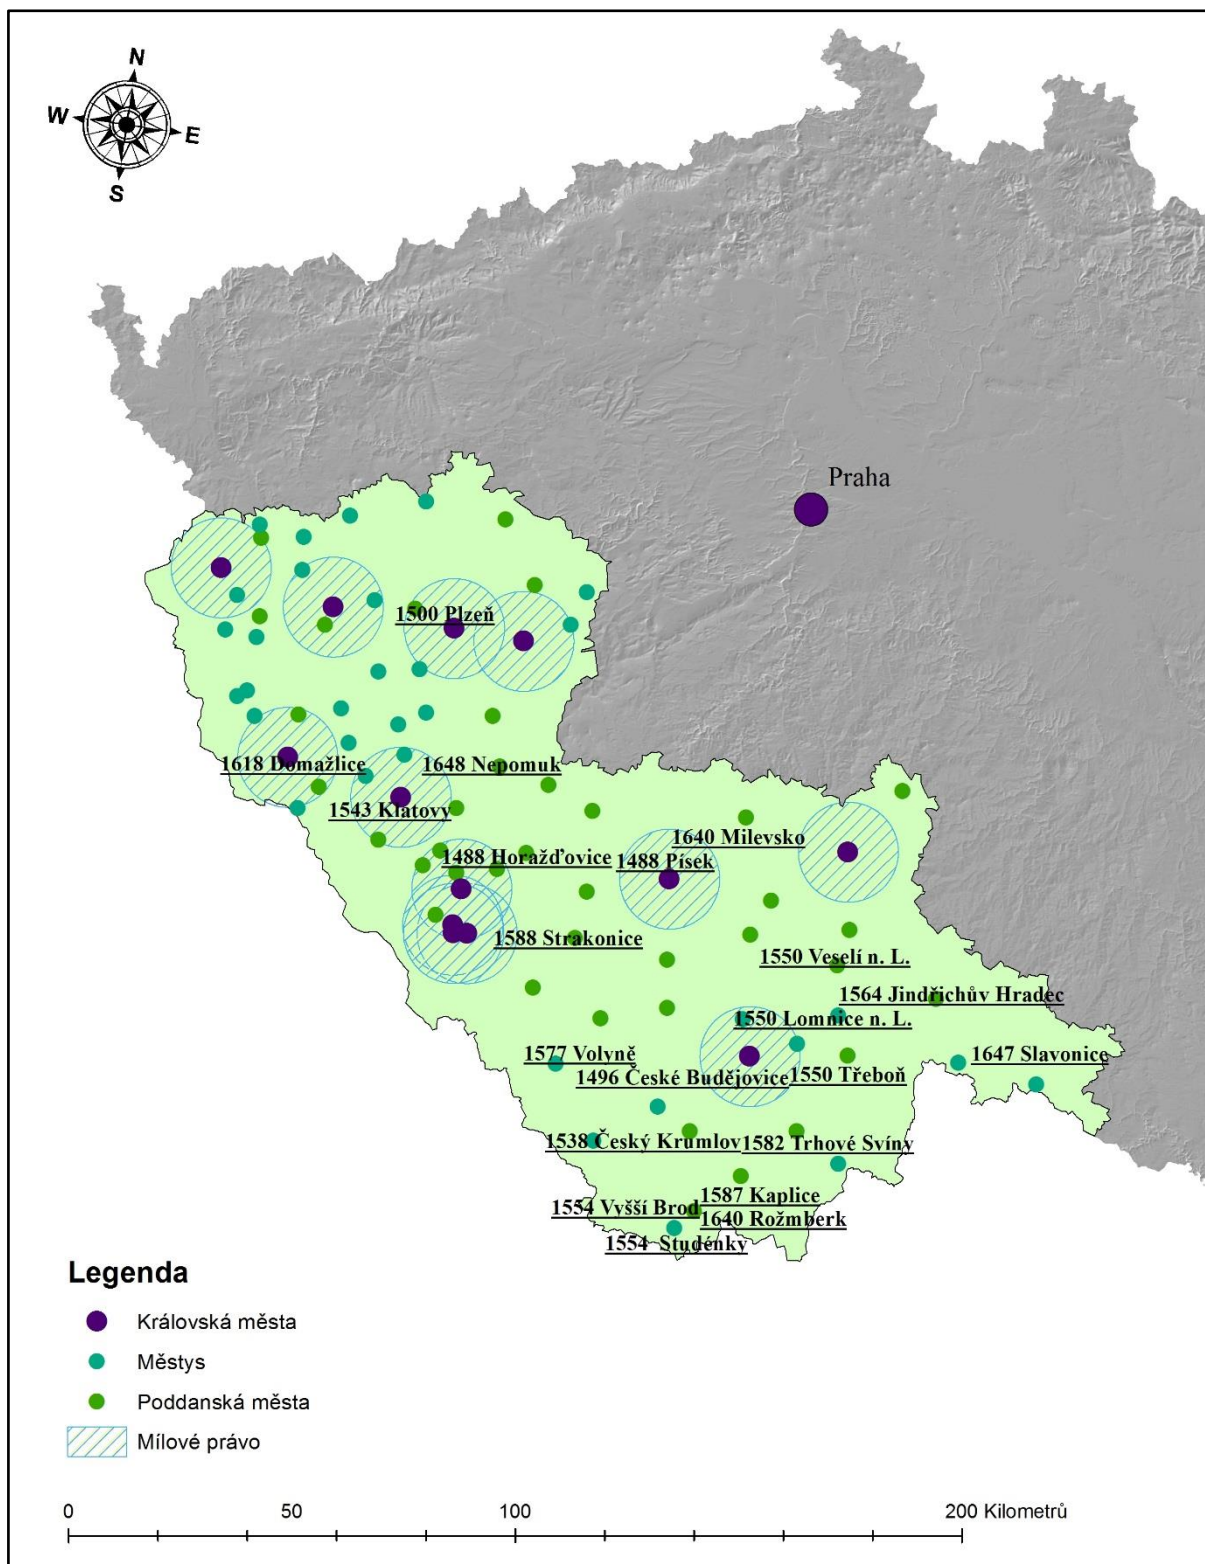 N
W
E
S
Praha
1500 Plzeň
1618 Domažlice
1648 Nepomuk
1543 Klatovy
1640 Milevsko
1488 Horažďovice
1488 Písek
1588 Strakonice
1550 Veselí n. L.
1564 Jindřichův Hradec
1550 Lomnice n. L.
1577 Volyně
1647 Slavonice
1496 České Budějovice
1550 Třeboň
1538 Český Krumlov
1582 Trhové Svíny
1587 Kaplice
1554 Vyšší Brod
1640 Rožmberk
1554 Studénky
Legenda
Královská města
Městys
Poddanská města
Mílové právo
0 50 100 200 Kilometrů